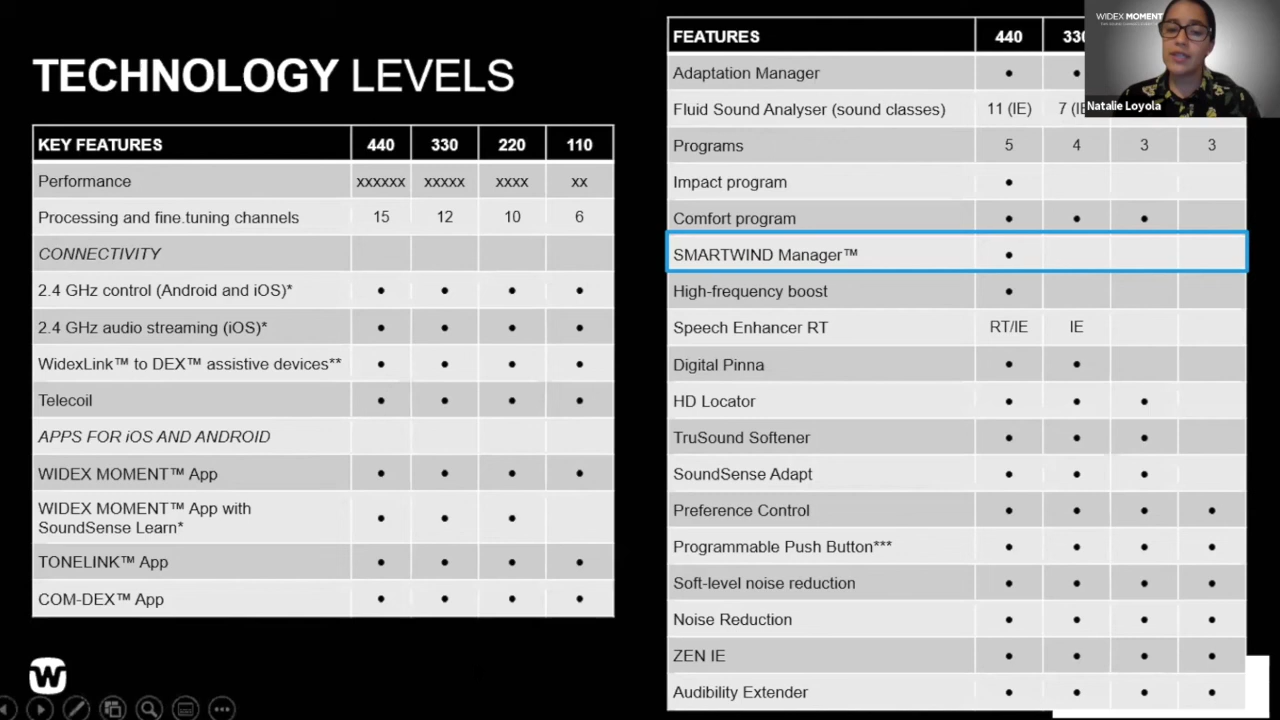 TECHNOLOGY LEVELS
KEY FEATURES 440 330 220 110
Performance xxxxxx xxxxx xxxx xx
Processing and fine.tuning channels 15 12 10 6
CONNECTIVITY
2.4 GHz control (Android and iOS)* • • • •
2.4 GHz audio streaming (iOS)* • • • •
WidexLink™ to DEX™ assistive devices** • • • •
Telecoil • • • •
APPS FOR iOS AND ANDROID
WIDEX MOMENT™ App • • • •
WIDEX MOMENT™ App with
SoundSense Learn* • • •
TONELINK™ App • • • •
COM-DEX™ App • • • •
W
FEATURES 440 330
Adaptation Manager • •
Fluid Sound Analyser (sound classes) 11 (IE) 7 (IE
Programs 5 4 3 3
Impact program •
Comfort program • • •
SMARTWIND Manager™ •
High-frequency boost •
Speech Enhancer RT RT/IE IE
Digital Pinna • •
HD Locator • • •
TruSound Softener • • •
SoundSense Adapt • • •
Preference Control • • • •
Programmable Push Button*** • • • •
Soft-level noise reduction • • • •
Noise Reduction • • • •
ZEN IE • • • •
Audibility Extender • • • •
WIDEX MOMENT
Natalie Loyola